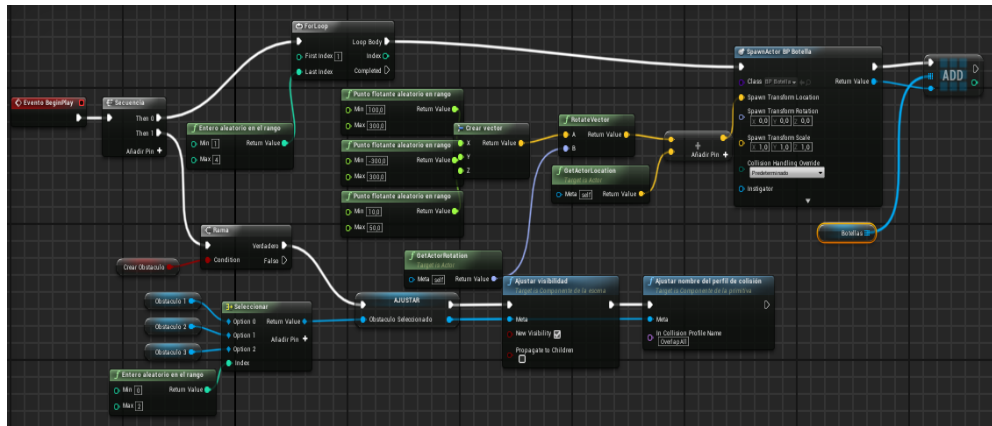 Evento BeginPlay
Secuencia
Then 0
Then 1
Añadir Pin +
ForLoop
Loop Body
First Index 1
Index
Last Index
Completed
Entero aleatorio en el rango
Min 1
Return Value
Max 4
Punto flotante aleatorio en rango
Min 100,0
Return Value
Max 300,0
Punto flotante aleatorio en rango
Min -300,0
Return Value
Max 300,0
Punto flotante aleatorio en rango
Min 10,0
Return Value
Max 50,0
Crear vector
X
Return Value
Y
Z
RotateVector
A
Return Value
B
GetActorLocation
Target is Actor
Meta self
Return Value
GetActorRotation
Target is Actor
Meta self
Return Value
+
Añadir Pin +
SpawnActor BP Botella
Class BP Botella
Return Value
Spawn Transform Location
Spawn Transform Rotation
X 0,0 Y 0,0 Z 0,0
Spawn Transform Scale
X 1,0 Y 1,0 Z 1,0
Collision Handling Override
Predeterminado
Instigator
ADD
Botellas
Rama
Verdadero
Condition
Falso
Crear Obstaculo
Obstaculo 1
Obstaculo 2
Obstaculo 3
Seleccionar
Option 0
Return Value
Option 1
Añadir Pin +
Option 2
Index
Entero aleatorio en el rango
Min 0
Return Value
Max 2
AJUSTAR
Obstaculo Seleccionado
Ajustar visibilidad
Target is Componente de la escena
Meta
New Visibility
Propagate to Children
Ajustar nombre del perfil de colisión
Target is Componente de la primitiva
Meta
In Collision Profile Name
OverlapAll